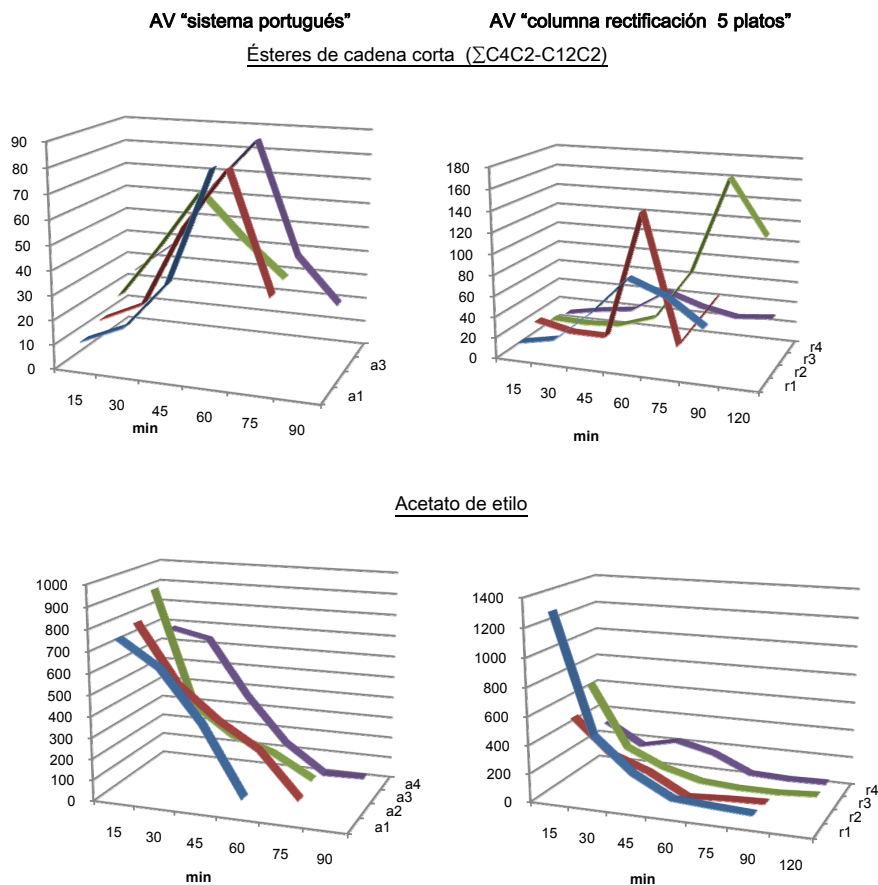 AV “sistema portugués” AV “columna rectificación 5 platos”
Ésteres de cadena corta (∑C4C2-C12C2)
90
80
70
60
50
40
30
20
10
0
15 30 45 60 75 90
min
a1 a3
180
160
140
120
100
80
60
40
20
0
15 30 45 60 75 90 120
min
r1 r2 r3 r4
Acetato de etilo
1000
900
800
700
600
500
400
300
200
100
0
15 30 45 60 75 90
min
a1 a2 a3 a4
1400
1200
1000
800
600
400
200
0
15 30 45 60 75 90 120
min
r1 r2 r3 r4